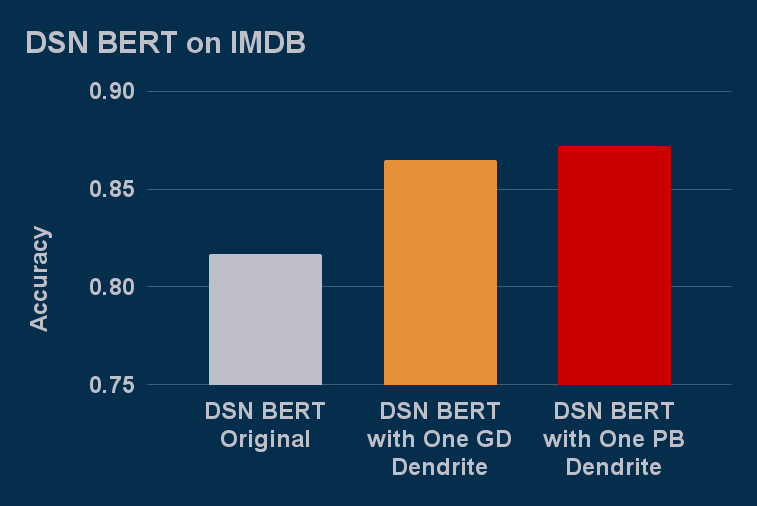 DSN BERT on IMDB
0.90
0.85
0.80
0.75
Accuracy
DSN BERT
Original
DSN BERT
with One GD
Dendrite
DSN BERT
with One PB
Dendrite